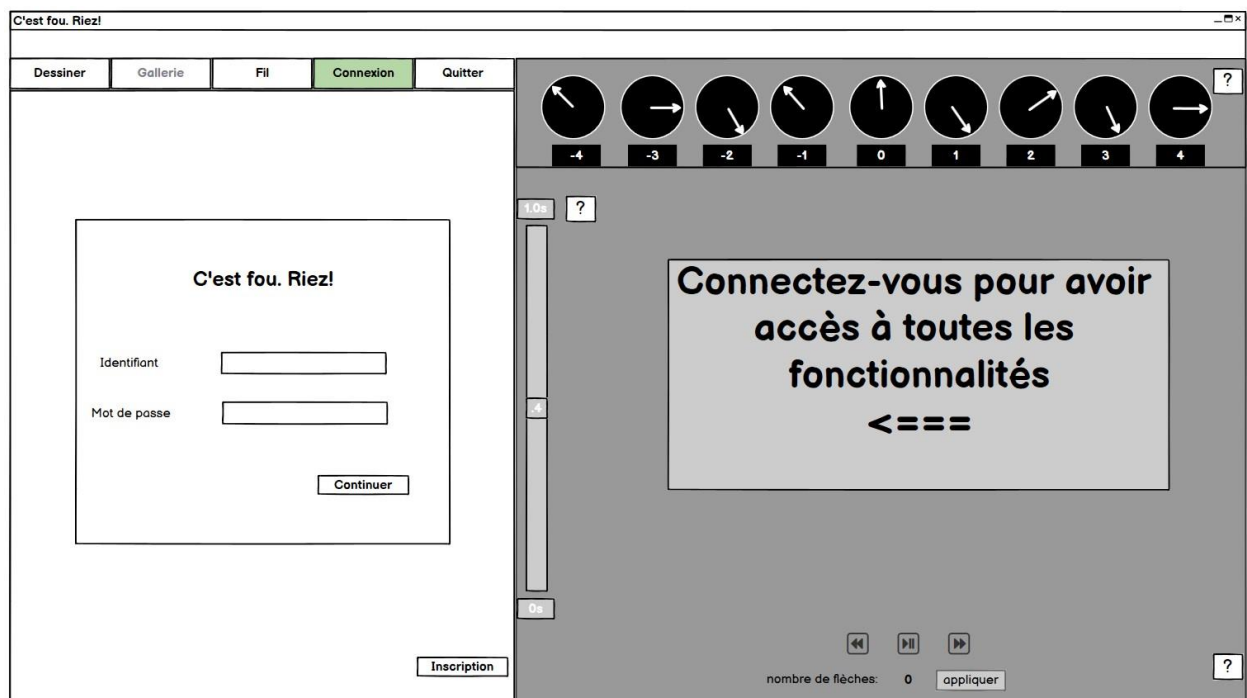 C'est fou. Riez!
Dessiner
Gallerie
Fil
Connexion
Quitter
?
-4
-3
-2
-1
0
1
2
3
4
C'est fou. Riez!
Identifiant
Mot de passe
Continuer
Inscription
1.0s
?
.4
0s
Connectez-vous pour avoir
accès à toutes les
fonctionnalités
<===
nombre de flèches: 0 appliquer
?